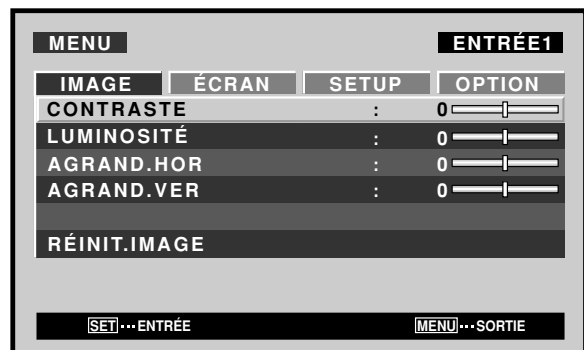 MENU ENTRÉE1
IMAGE ÉCRAN SETUP OPTION
CONTRASTE : 0
LUMINOSITÉ : 0
AGRAND.HOR : 0
AGRAND.VER : 0
RÉINIT.IMAGE
SET ··· ENTRÉE MENU ··· SORTIE